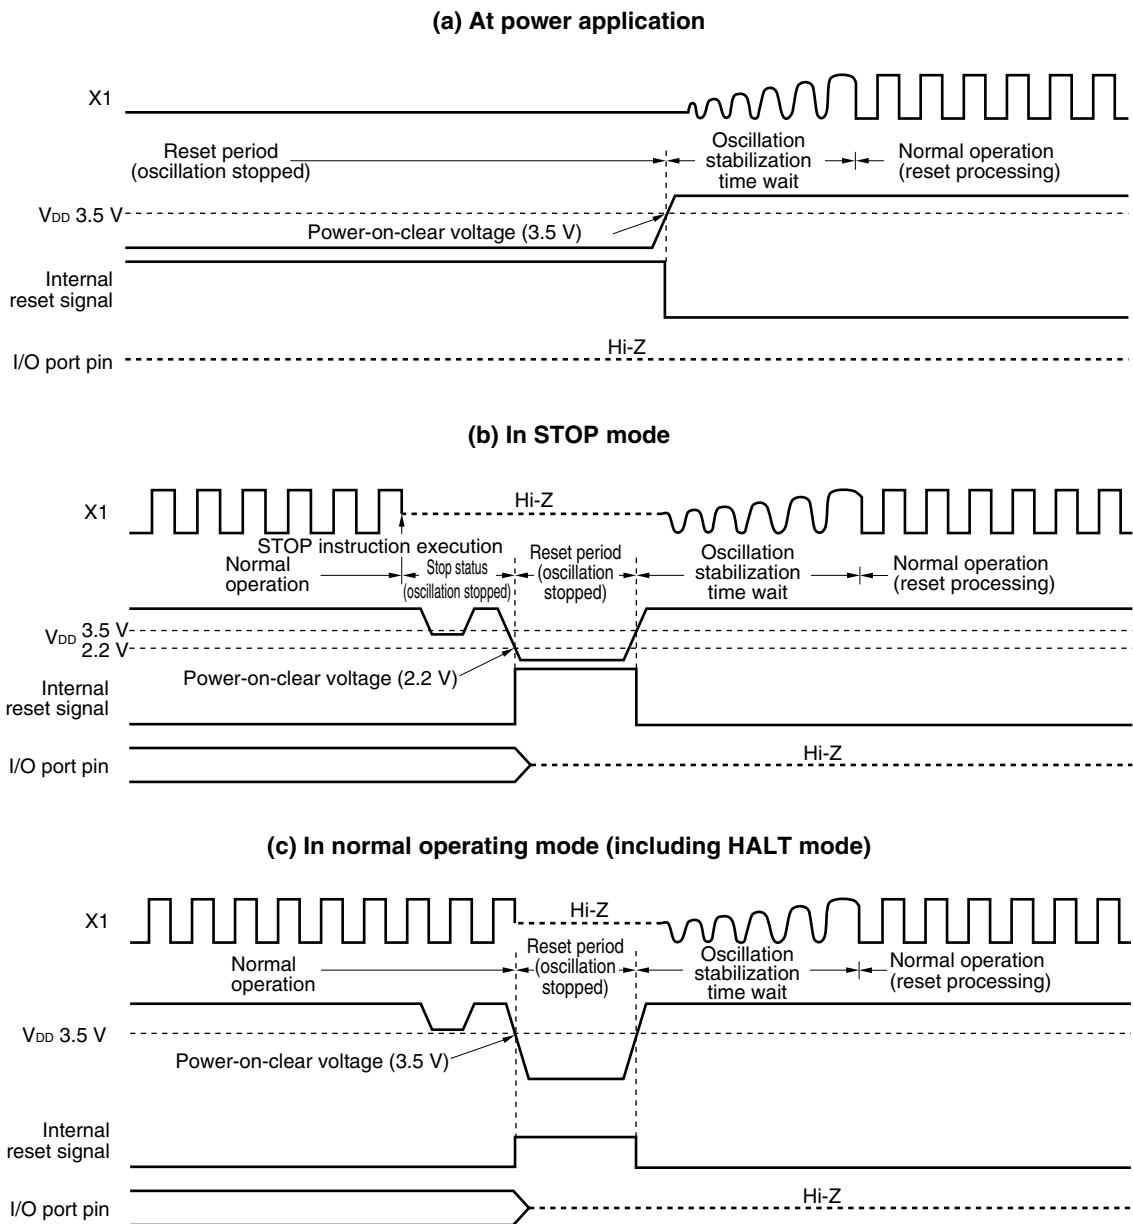 (a) At power application
X1
Reset period
(oscillation stopped)
Oscillation
stabilization
time wait
Normal operation
(reset processing)
VDD 3.5 V
Power-on-clear voltage (3.5 V)
Internal
reset signal
Hi-Z
I/O port pin
(b) In STOP mode
X1
Hi-Z
STOP instruction execution
Normal
operation
Stop status
(oscillation stopped)
Reset period
(oscillation
stopped)
Oscillation
stabilization
time wait
Normal operation
(reset processing)
VDD 3.5 V
2.2 V
Power-on-clear voltage (2.2 V)
Internal
reset signal
Hi-Z
I/O port pin
(c) In normal operating mode (including HALT mode)
X1
Hi-Z
Normal
operation
Reset period
(oscillation
stopped)
Oscillation
stabilization
time wait
Normal operation
(reset processing)
VDD 3.5 V
Power-on-clear voltage (3.5 V)
Internal
reset signal
Hi-Z
I/O port pin